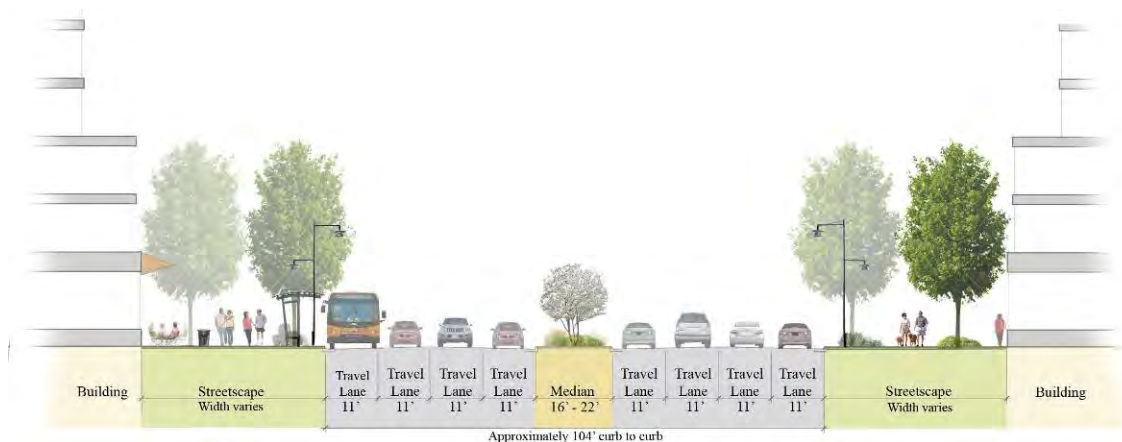 Building
Streetscape
Width varies
Travel
Lane
11'
Travel
Lane
11'
Travel
Lane
11'
Travel
Lane
11'
Median
16' - 22'
Travel
Lane
11'
Travel
Lane
11'
Travel
Lane
11'
Travel
Lane
11'
Streetscape
Width varies
Building
Approximately 104' curb to curb